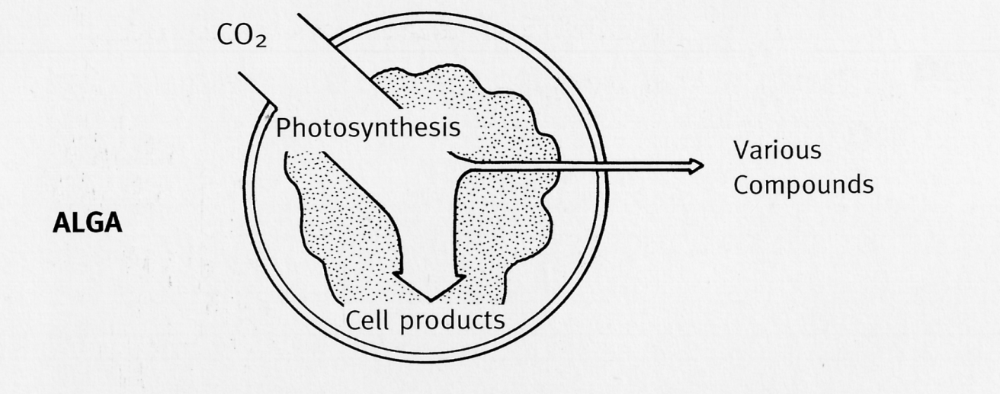 CO₂
Photosynthesis
Various
Compounds
ALGA
Cell products